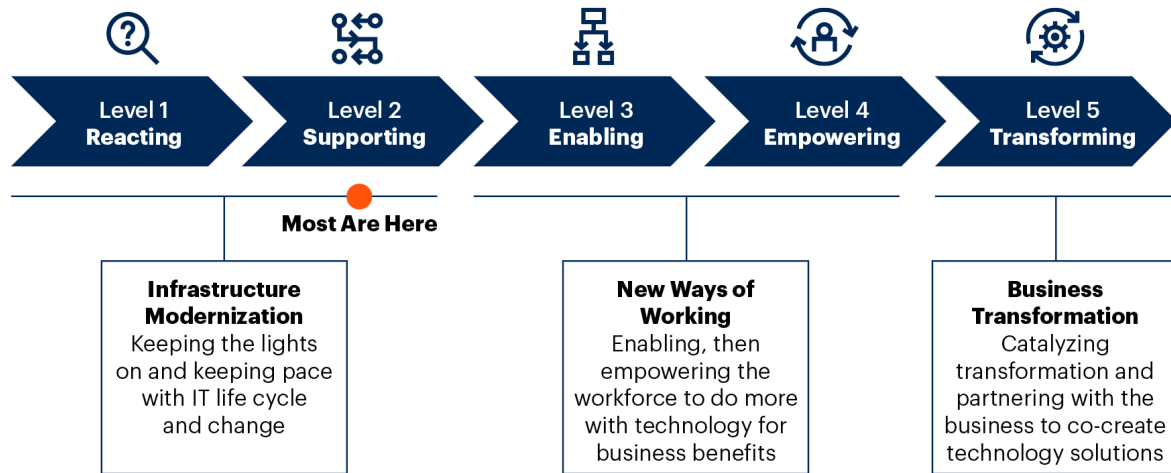 Level 1
Reacting
Level 2
Supporting
Level 3
Enabling
Level 4
Empowering
Level 5
Transforming
Most Are Here
Infrastructure
Modernization
Keeping the lights
on and keeping pace
with IT life cycle
and change
New Ways of
Working
Enabling, then
empowering the
workforce to do more
with technology for
business benefits
Business
Transformation
Catalyzing
transformation and
partnering with the
business to co-create
technology solutions